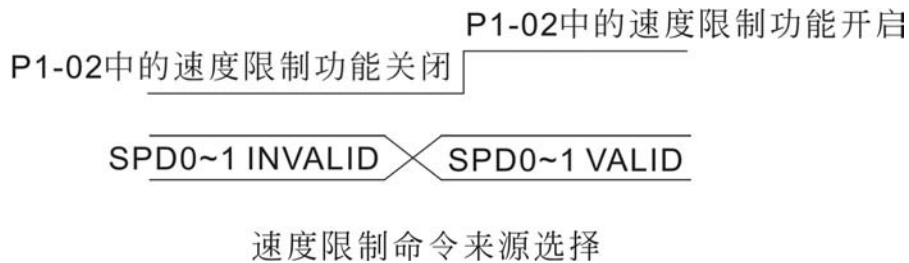 P1-02中的速度限制功能开启
P1-02中的速度限制功能关闭
SPD0~1 INVALID
SPD0~1 VALID
速度限制命令来源选择